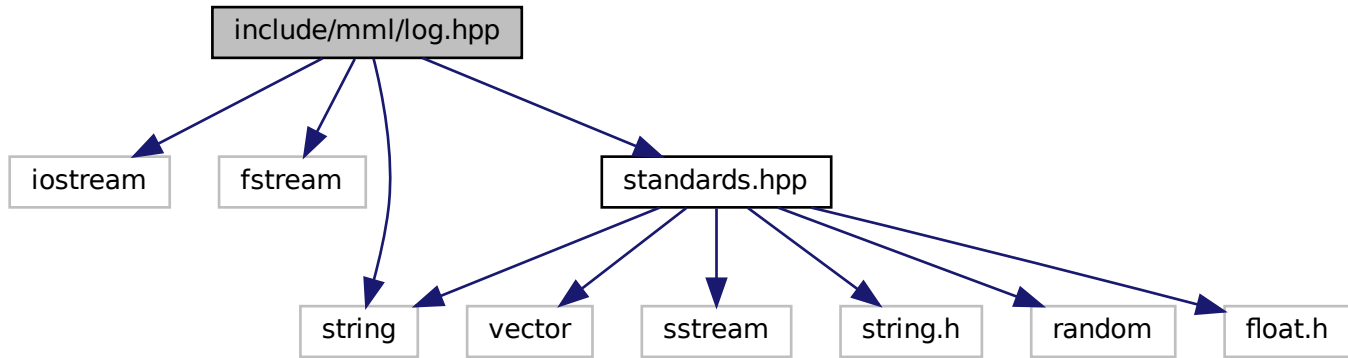 include/mml/log.hpp
iostream
fstream
standards.hpp
string
vector
sstream
string.h
random
float.h